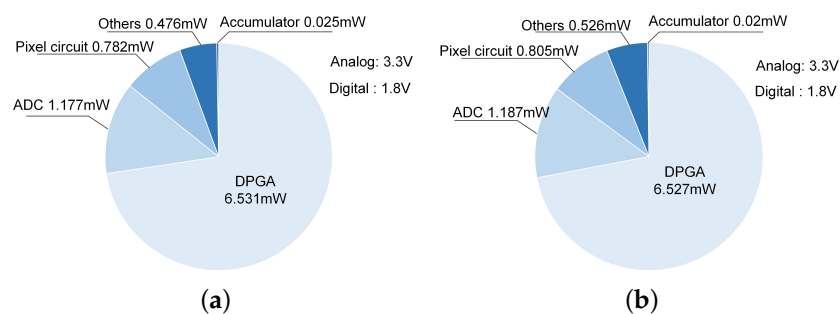 Others 0.476mW
Accumulator 0.025mW
Pixel circuit 0.782mW
Analog: 3.3V
Digital : 1.8V
ADC 1.177mW
DPGA
6.531mW
(a)
Others 0.526mW
Accumulator 0.02mW
Pixel circuit 0.805mW
Analog: 3.3V
Digital : 1.8V
ADC 1.187mW
DPGA
6.527mW
(b)